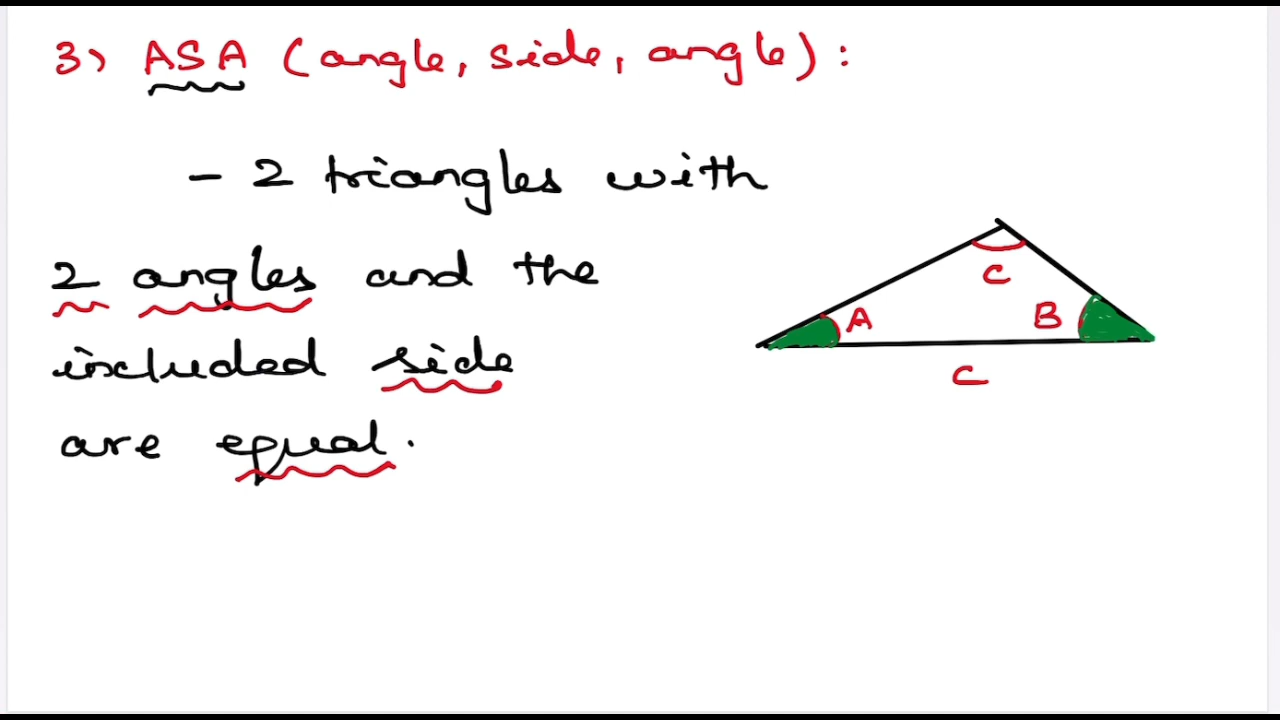 3) ASA (angle, side, angle) :
- 2 triangles with
2 angles and the
included side
are equal.
C
A
B
C